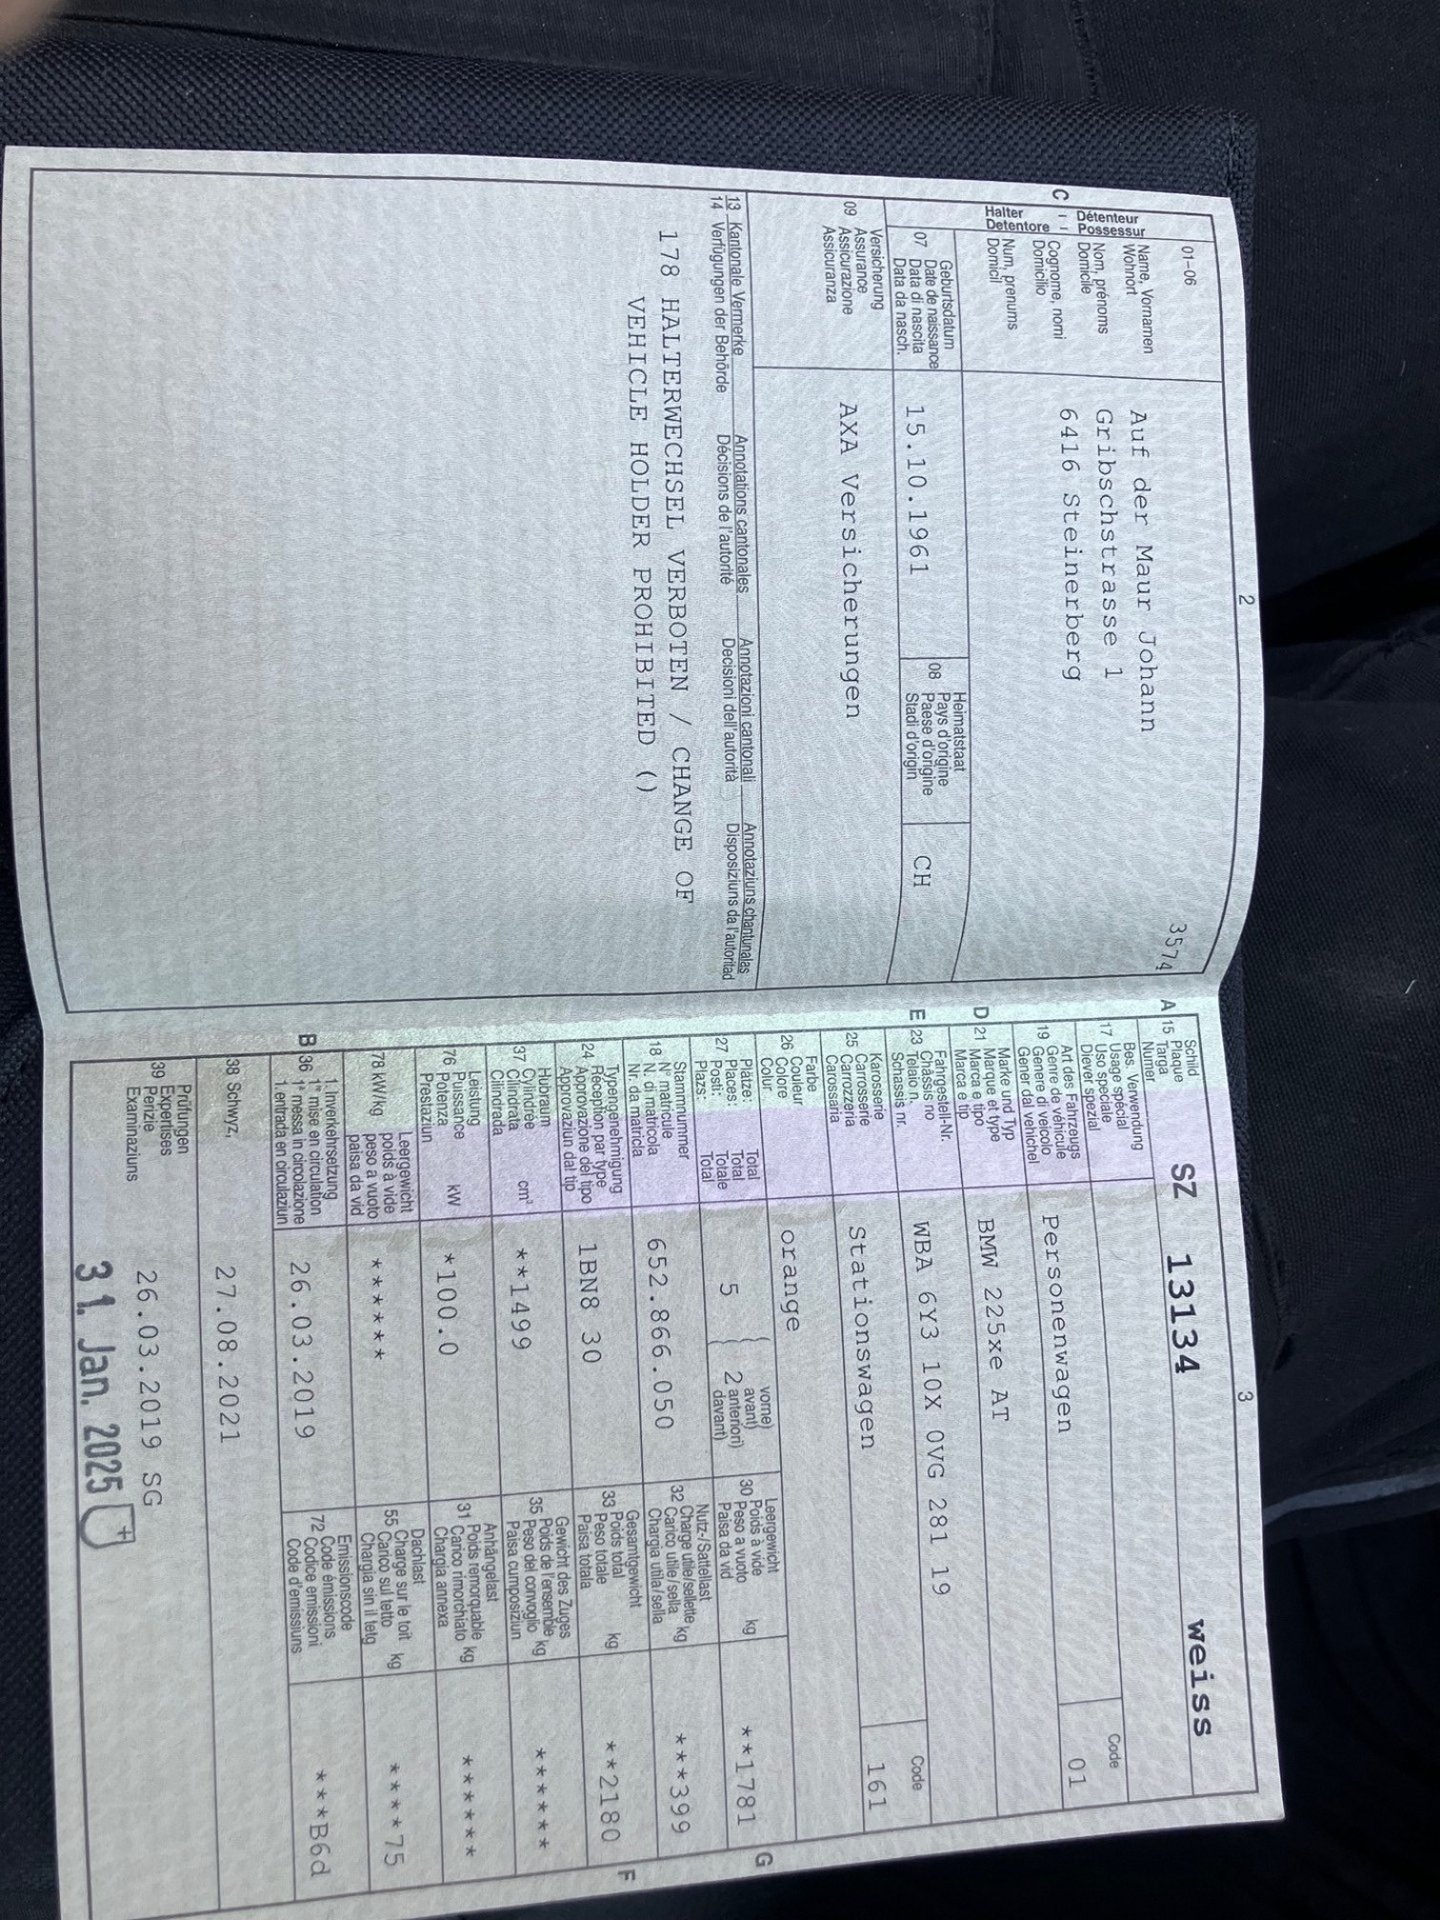 2
01-06
3574
C
Détenteur
Possessur
Halter
Detentore
Name, Vornamen
Wohnort
Nom, prénoms
Domicile
Cognome, nomi
Domicilio
Num, prenums
Domicil
Auf der Maur Johann
Gribschstrasse 1
6416 Steinerberg
07
Geburtsdatum
Date de naissance
Data di nascita
Data da nasch.
15.10.1961
08
Heimatstaat
Pays d'origine
Paese d'origine
Stadi d'origin
CH
09
Versicherung
Assurance
Assicurazione
Assicuranza
AXA Versicherungen
13 Kantonale Vermerke Annotations cantonales Annotazioni cantonali Annotaziuns chantunalas
14 Verfügungen der Behörde Décisions de l'autorité Decisioni dell'autorità Disposiziuns da l'autoritad
178 HALTERWECHSEL VERBOTEN / CHANGE OF
VEHICLE HOLDER PROHIBITED ()
3
A
15
Schild
Plaque
Targa
Numer
SZ 13134
weiss
17
Bes. Verwendung
Usage spécial
Uso speciale
Diever spezial
Code
19
Art des Fahrzeugs
Genre de véhicule
Genere di veicolo
Gener dal vehichel
Personenwagen
01
D
21
Marke und Typ
Marque et type
Marca e tipo
Marca e tip
BMW 225xe AT
E
23
Fahrgestell-Nr.
Châssis no
Telaio n.
Schassis nr.
WBA 6Y3 10X 0VG 281 19
Code
25
Karosserie
Carrosserie
Carrozzeria
Carossaria
Stationswagen
161
26
Farbe
Couleur
Colore
Colur
orange
27
Plätze: Total
Places: Total
Posti: Totale
Plazs: Total
5
2
vorne)
avant)
anteriori)
davant)
30
Leergewicht
Poids à vide
Peso a vuoto
Paisa da vid
kg
**1781
G
18
Stammnummer
N° matricule
N. di matricola
Nr. da matricla
652.866.050
32
Nutz-/Sattellast
Charge utile/sellette
Carico utile/sella
Chargia utila/sella
kg
***399
24
Typengenehmigung
Réception par type
Approvazione del tipo
Approvaziun dal tip
1BN8 30
33
Gesamtgewicht
Poids total
Peso totale
Paisa totala
kg
**2180
F
37
Hubraum
Cylindrée
Cilindrata
Cilindrada
cm³
**1499
35
Gewicht des Zuges
Poids de l'ensemble
Peso del convoglio
Paisa cumposiziun
kg
******
76
Leistung
Puissance
Potenza
Prestaziun
kW
*100.0
31
Anhängelast
Poids remorquable
Carico rimorchiato
Chargia annexa
kg
******
78 kW/kg
Leergewicht
poids à vide
peso a vuoto
paisa da vid
******
55
Dachlast
Charge sur le toit
Carico sul tetto
Chargia sin il tetg
kg
****75
B
36
1. Inverkehrsetzung
1re mise en circulation
1a messa in circolazione
1. entrada en circulaziun
26.03.2019
72
Emissionscode
Code émissions
Codice emissioni
Code d'emissiuns
***B6d
38 Schwyz,
27.08.2021
39
Prüfungen
Expertises
Perizie
Examinaziuns
26.03.2019 SG
31. Jan. 2025